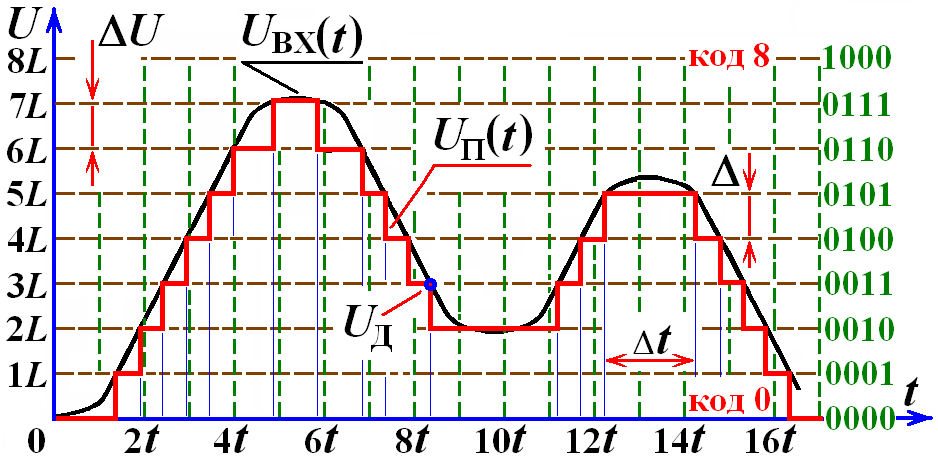 U ΔU U_ВХ(t)
8L код 8 1000
7L 0111
U_П(t)
6L 0110
Δ
5L 0101
4L 0100
3L 0011
U_Д
2L 0010
Δt
1L 0001
код 0 t
0000
0 2t 4t 6t 8t 10t 12t 14t 16t